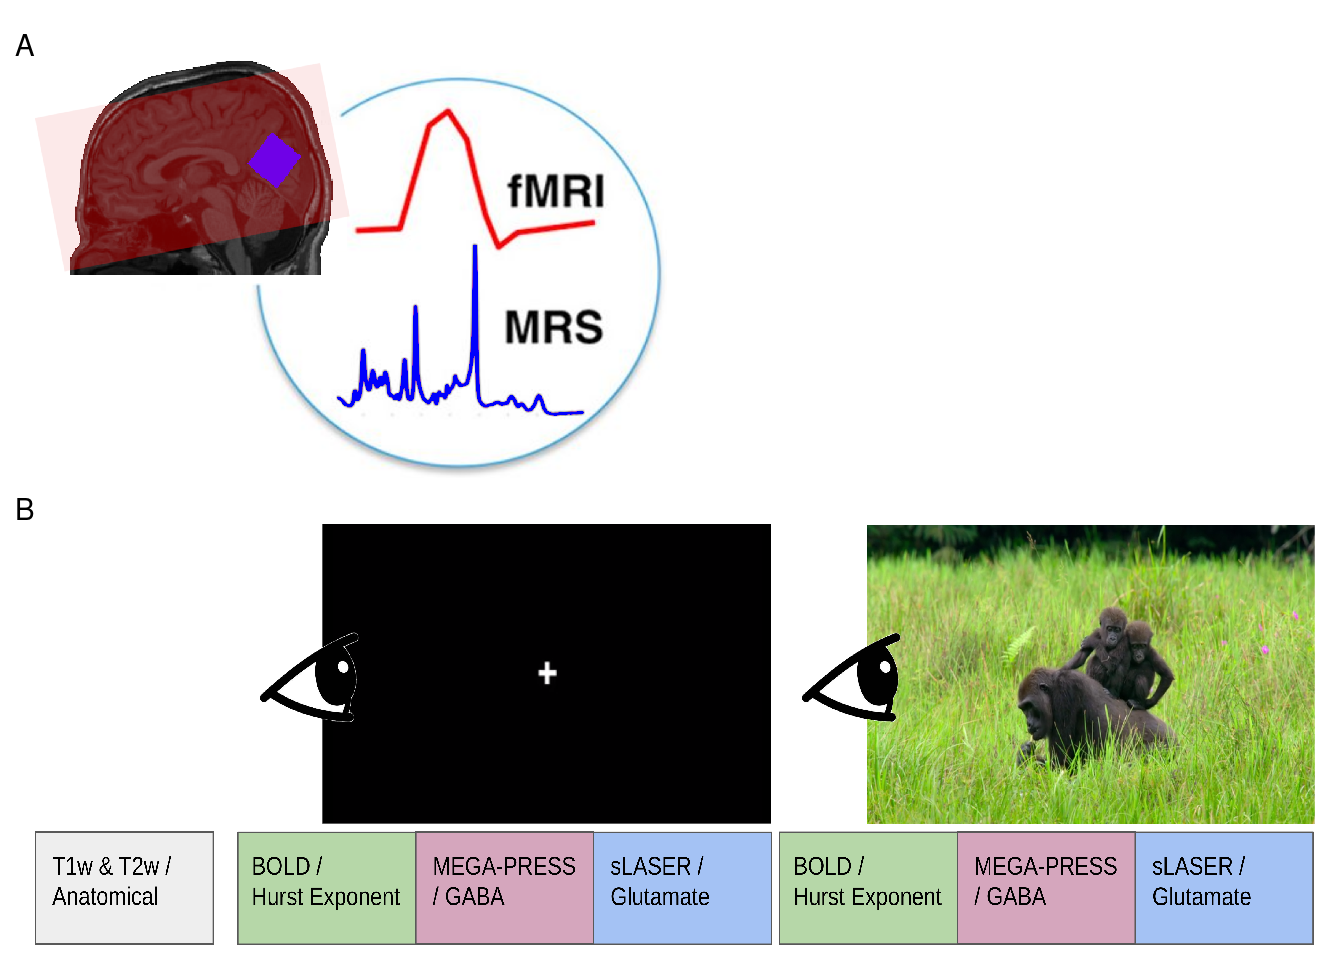 A
fMRI
MRS
B
T1w & T2w /
Anatomical
BOLD /
Hurst Exponent
MEGA-PRESS
/ GABA
sLASER /
Glutamate
BOLD /
Hurst Exponent
MEGA-PRESS
/ GABA
sLASER /
Glutamate